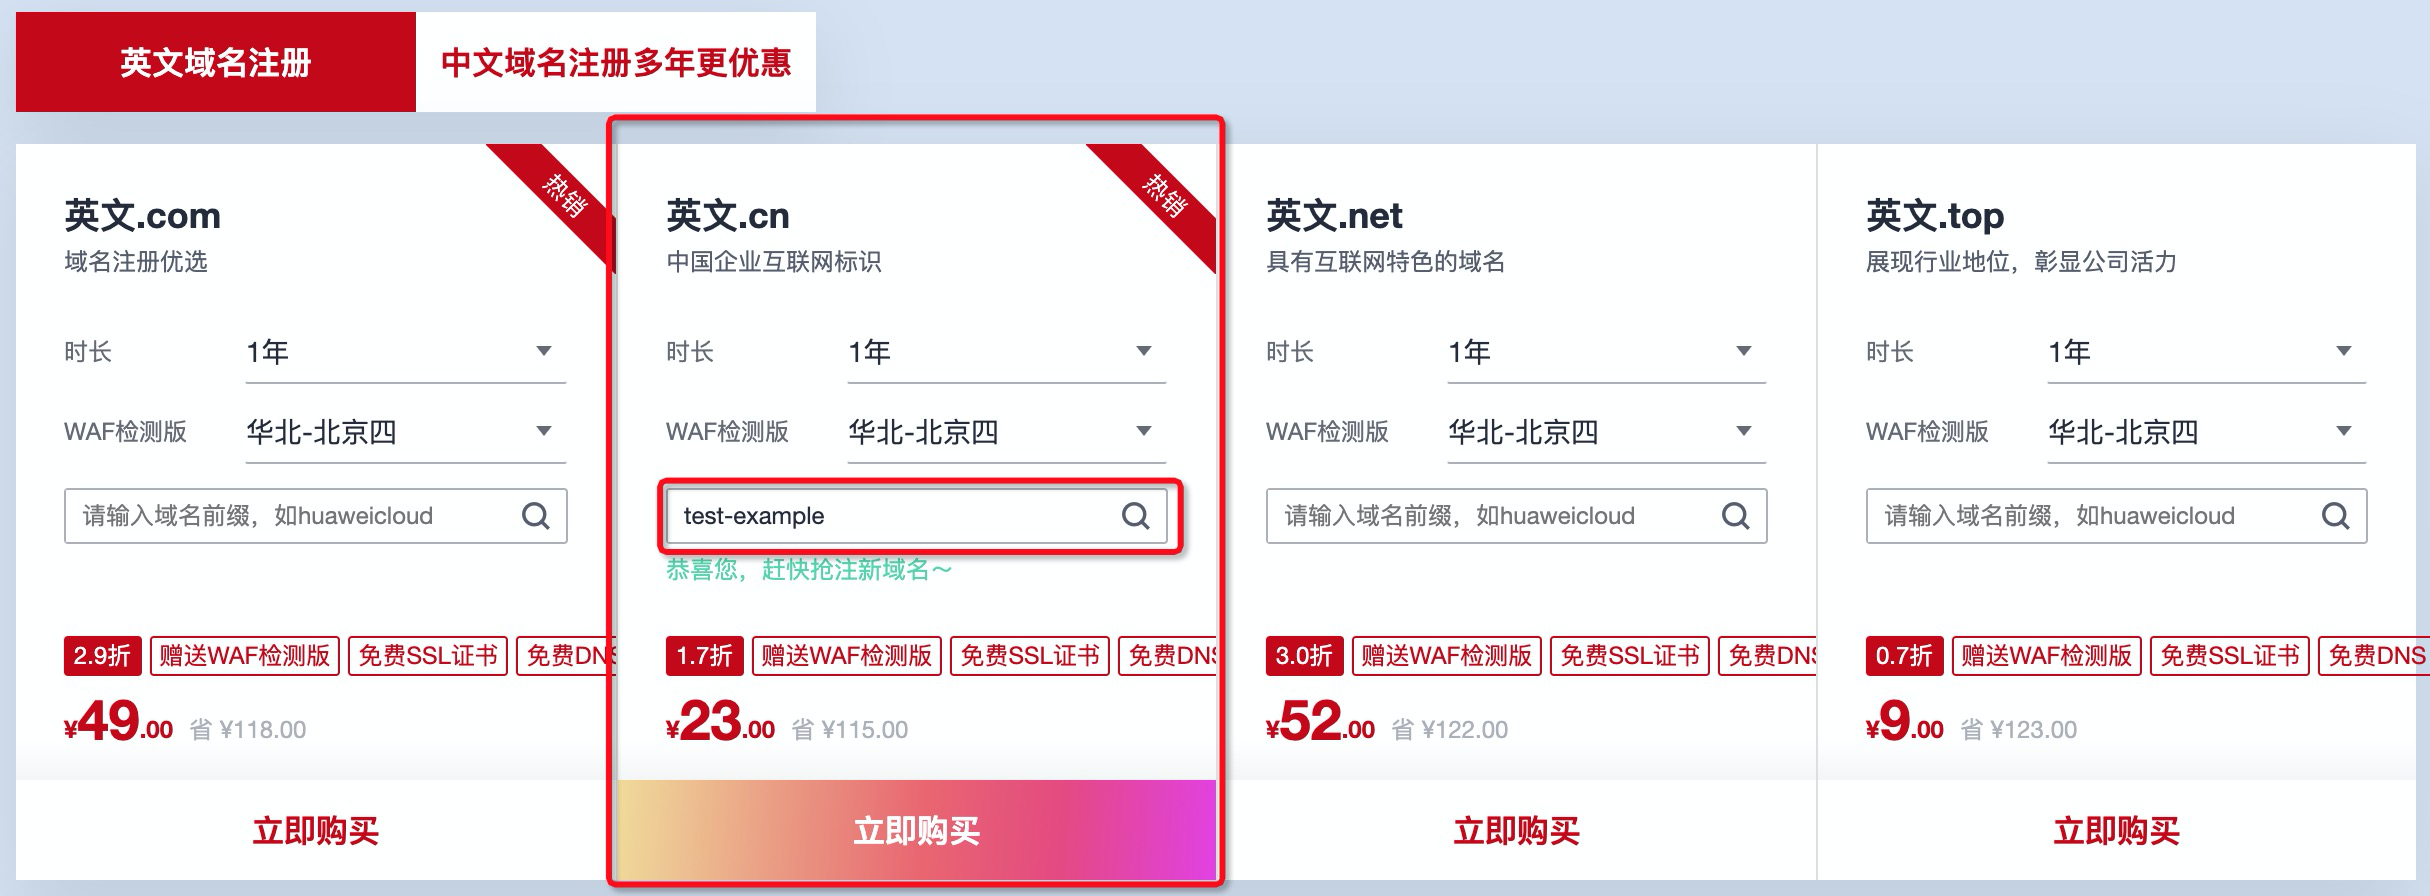 英文域名注册
中文域名注册多年更优惠
热销
英文.com
域名注册优选
时长
1年
WAF检测版
华北-北京四
请输入域名前缀，如huaweicloud
2.9折
赠送WAF检测版
免费SSL证书
免费DNS
¥49.00 省 ¥118.00
立即购买
热销
英文.cn
中国企业互联网标识
时长
1年
WAF检测版
华北-北京四
test-example
恭喜您，赶快抢注新域名～
1.7折
赠送WAF检测版
免费SSL证书
免费DNS
¥23.00 省 ¥115.00
立即购买
英文.net
具有互联网特色的域名
时长
1年
WAF检测版
华北-北京四
请输入域名前缀，如huaweicloud
3.0折
赠送WAF检测版
免费SSL证书
免费DNS
¥52.00 省 ¥122.00
立即购买
英文.top
展现行业地位，彰显公司活力
时长
1年
WAF检测版
华北-北京四
请输入域名前缀，如huaweicloud
0.7折
赠送WAF检测版
免费SSL证书
免费DNS
¥9.00 省 ¥123.00
立即购买